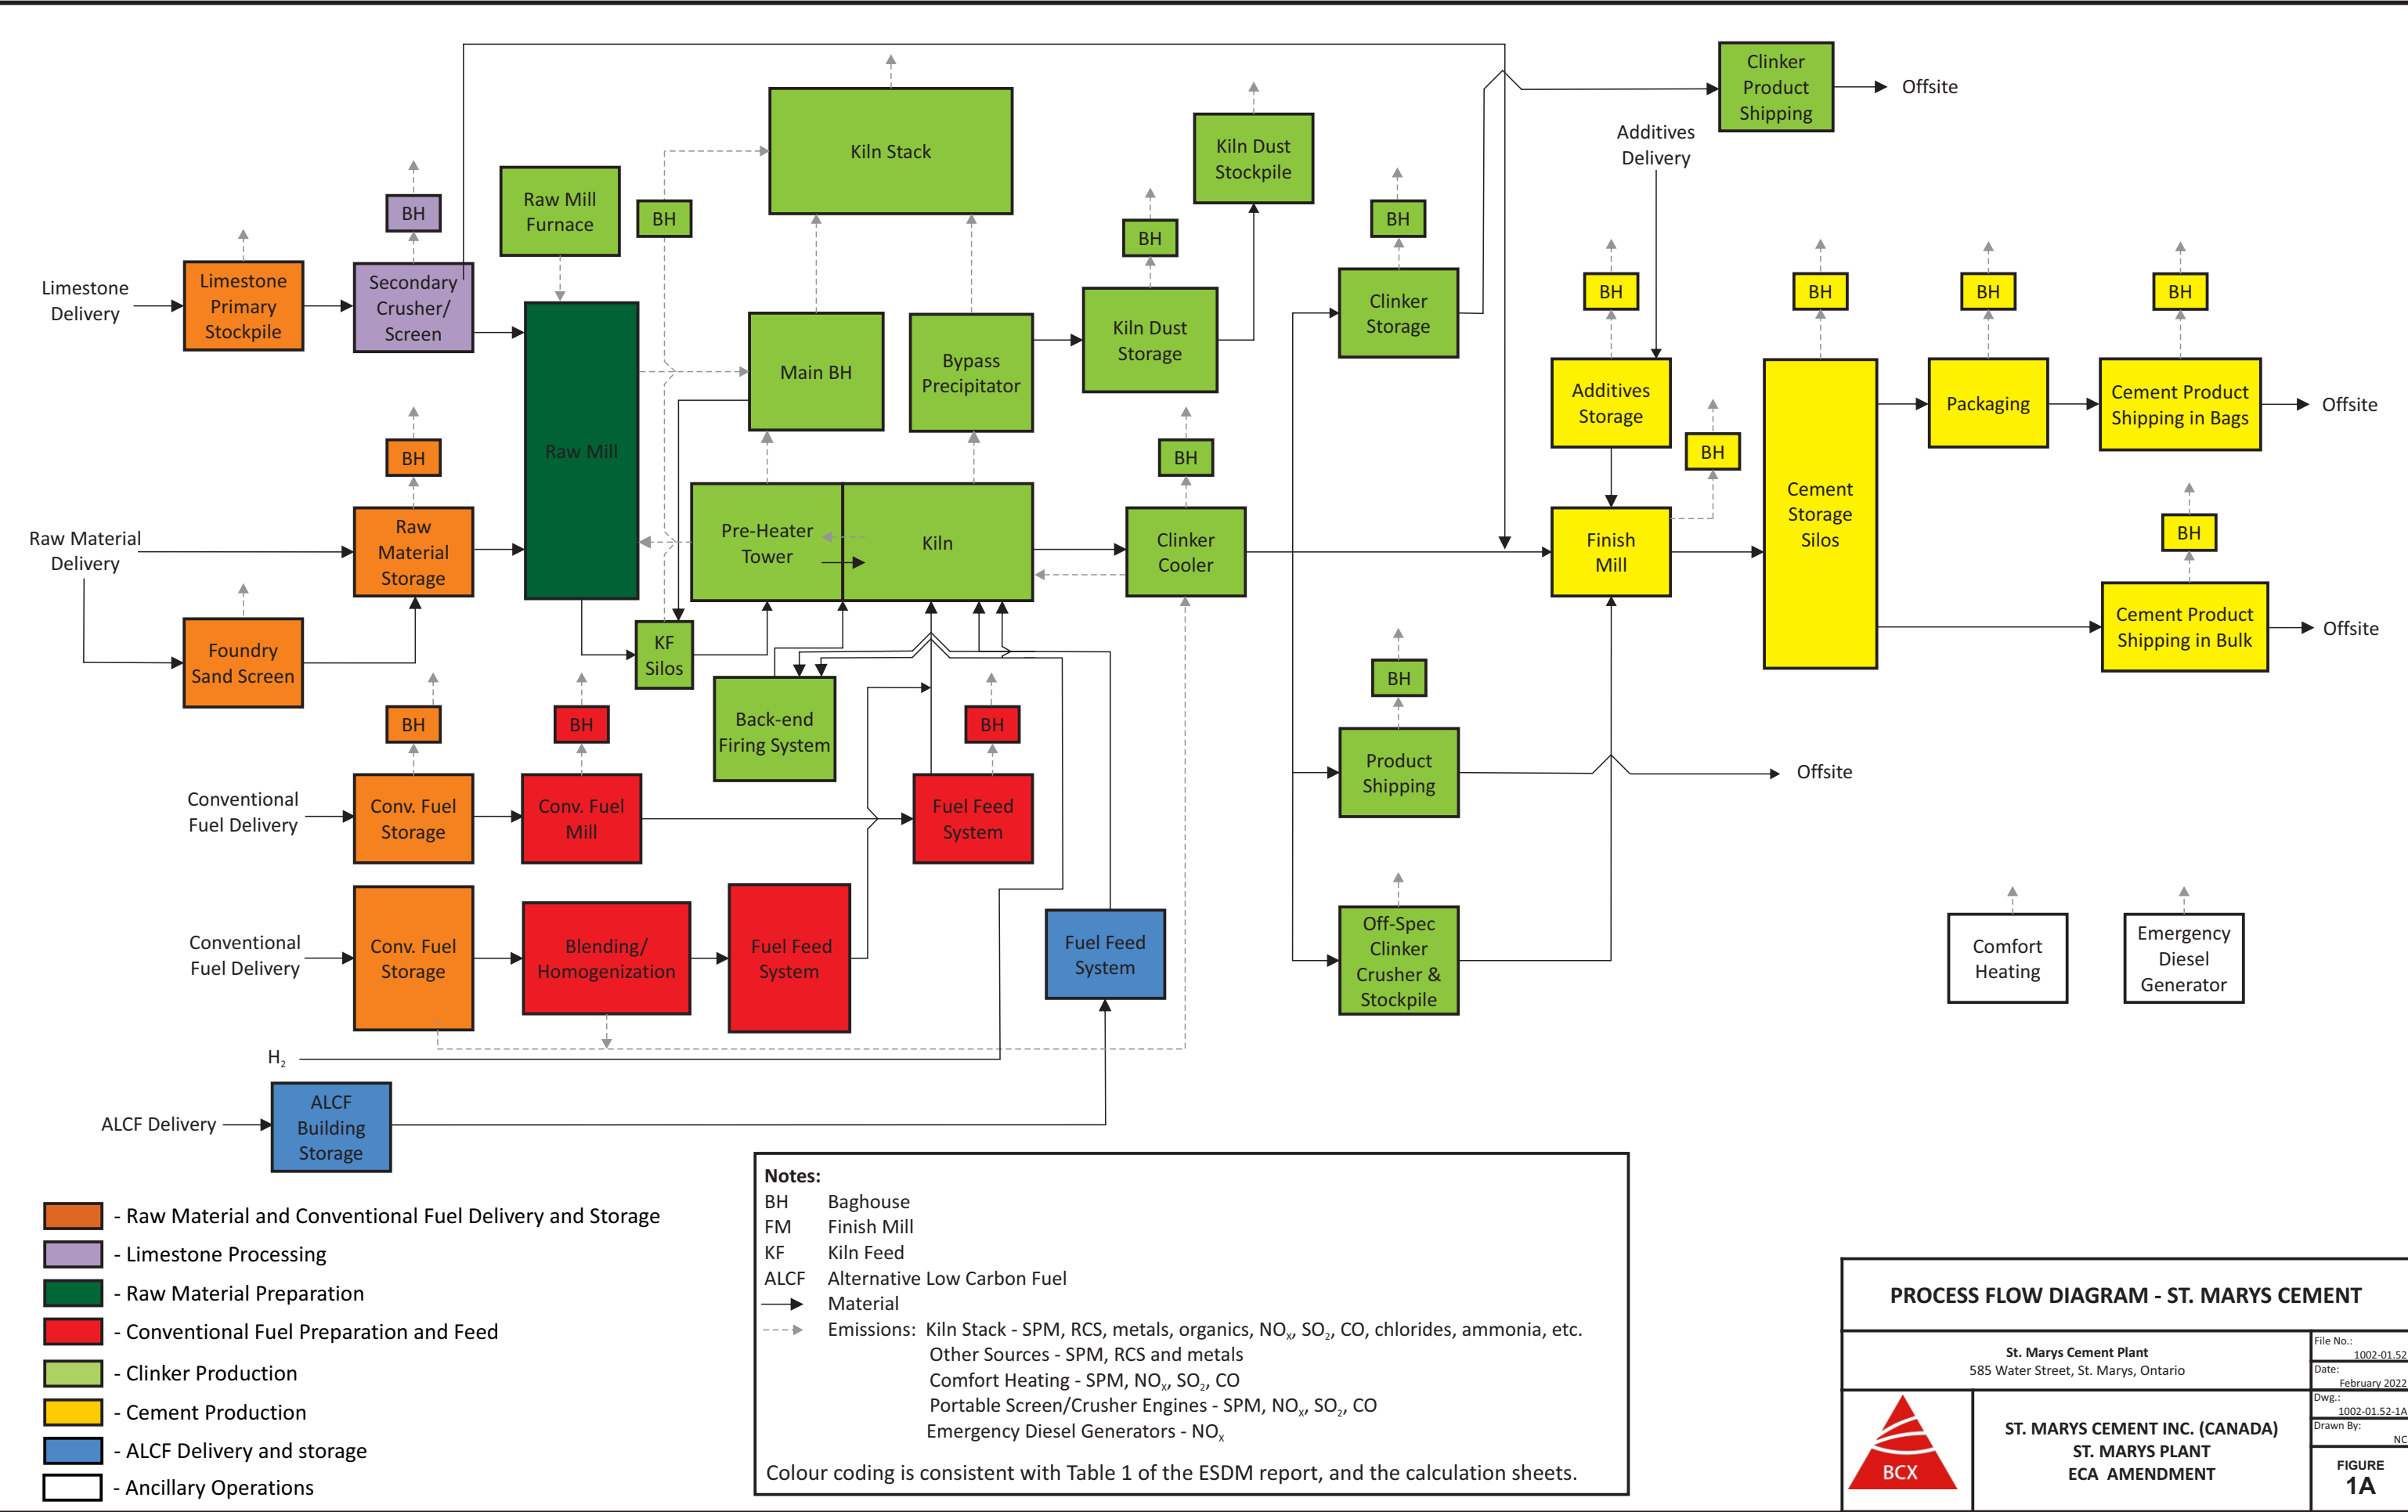 Clinker
Product
Shipping
Offsite
Additives
Delivery
Kiln Stack
Kiln Dust
Stockpile
Raw Mill
Furnace
BH
BH
BH
BH
BH
Limestone
Delivery
Limestone
Primary
Stockpile
Secondary
Crusher/
Screen
Raw Mill
Main BH
Bypass
Precipitator
Kiln Dust
Storage
Clinker
Storage
BH
BH
BH
BH
Additives
Storage
BH
Cement
Storage
Silos
Packaging
Cement Product
Shipping in Bags
Offsite
BH
Raw Material
Delivery
Raw
Material
Storage
Pre-Heater
Tower
Kiln
BH
Clinker
Cooler
Finish
Mill
BH
Cement Product
Shipping in Bulk
Offsite
Foundry
Sand Screen
KF
Silos
Back-end
Firing System
BH
BH
BH
BH
Product
Shipping
Offsite
Conventional
Fuel Delivery
Conv. Fuel
Storage
Conv. Fuel
Mill
Fuel Feed
System
Conventional
Fuel Delivery
Conv. Fuel
Storage
Blending/
Homogenization
Fuel Feed
System
Fuel Feed
System
Off-Spec
Clinker
Crusher &
Stockpile
Comfort
Heating
Emergency
Diesel
Generator
H₂
ALCF Delivery
ALCF
Building
Storage
- Raw Material and Conventional Fuel Delivery and Storage
- Limestone Processing
- Raw Material Preparation
- Conventional Fuel Preparation and Feed
- Clinker Production
- Cement Production
- ALCF Delivery and storage
- Ancillary Operations
Notes:
BH Baghouse
FM Finish Mill
KF Kiln Feed
ALCF Alternative Low Carbon Fuel
Material
Emissions: Kiln Stack - SPM, RCS, metals, organics, NOₓ, SO₂, CO, chlorides, ammonia, etc.
Other Sources - SPM, RCS and metals
Comfort Heating - SPM, NOₓ, SO₂, CO
Portable Screen/Crusher Engines - SPM, NOₓ, SO₂, CO
Emergency Diesel Generators - NOₓ
Colour coding is consistent with Table 1 of the ESDM report, and the calculation sheets.
PROCESS FLOW DIAGRAM - ST. MARYS CEMENT
St. Marys Cement Plant
585 Water Street, St. Marys, Ontario
File No.:
1002-01.52
Date:
February 2022
Dwg.:
1002-01.52-1A
Drawn By:
NC
BCX
ST. MARYS CEMENT INC. (CANADA)
ST. MARYS PLANT
ECA AMENDMENT
FIGURE
1A